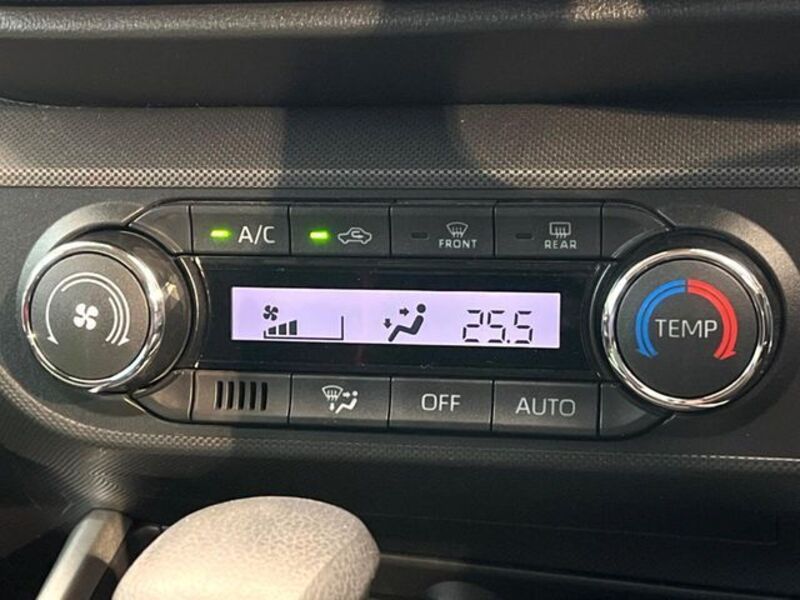 A/C
FRONT
REAR
25.5
TEMP
OFF
AUTO